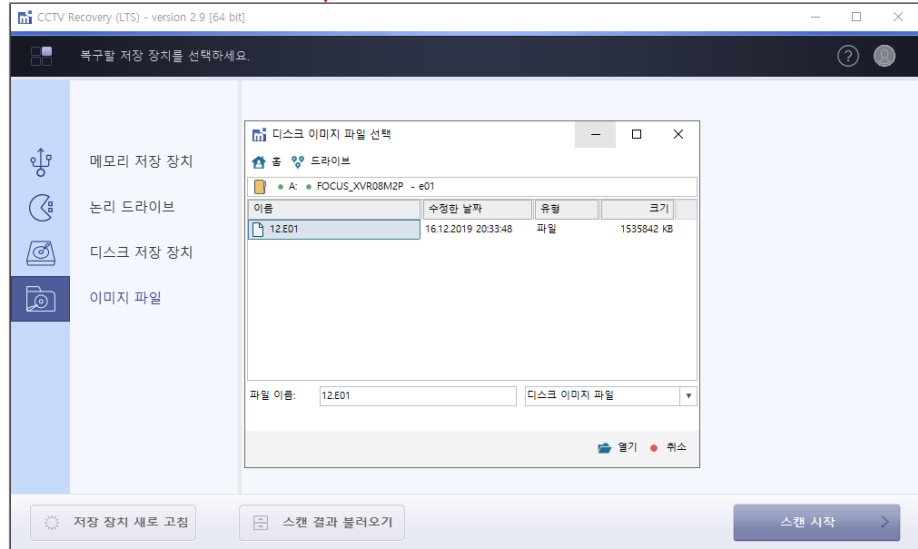 CCTV Recovery (LTS) - version 2.9 [64 bit]
복구할 저장 장치를 선택하세요.
메모리 저장 장치
논리 드라이브
디스크 저장 장치
이미지 파일
디스크 이미지 파일 선택
홈 드라이브
A: FOCUS_XVR08M2P - e01
이름 수정한 날짜 유형 크기
12.E01 16.12.2019 20:33:48 파일 1535842 KB
파일 이름: 12.E01 디스크 이미지 파일
열기 취소
저장 장치 새로 고침 스캔 결과 불러오기 스캔 시작